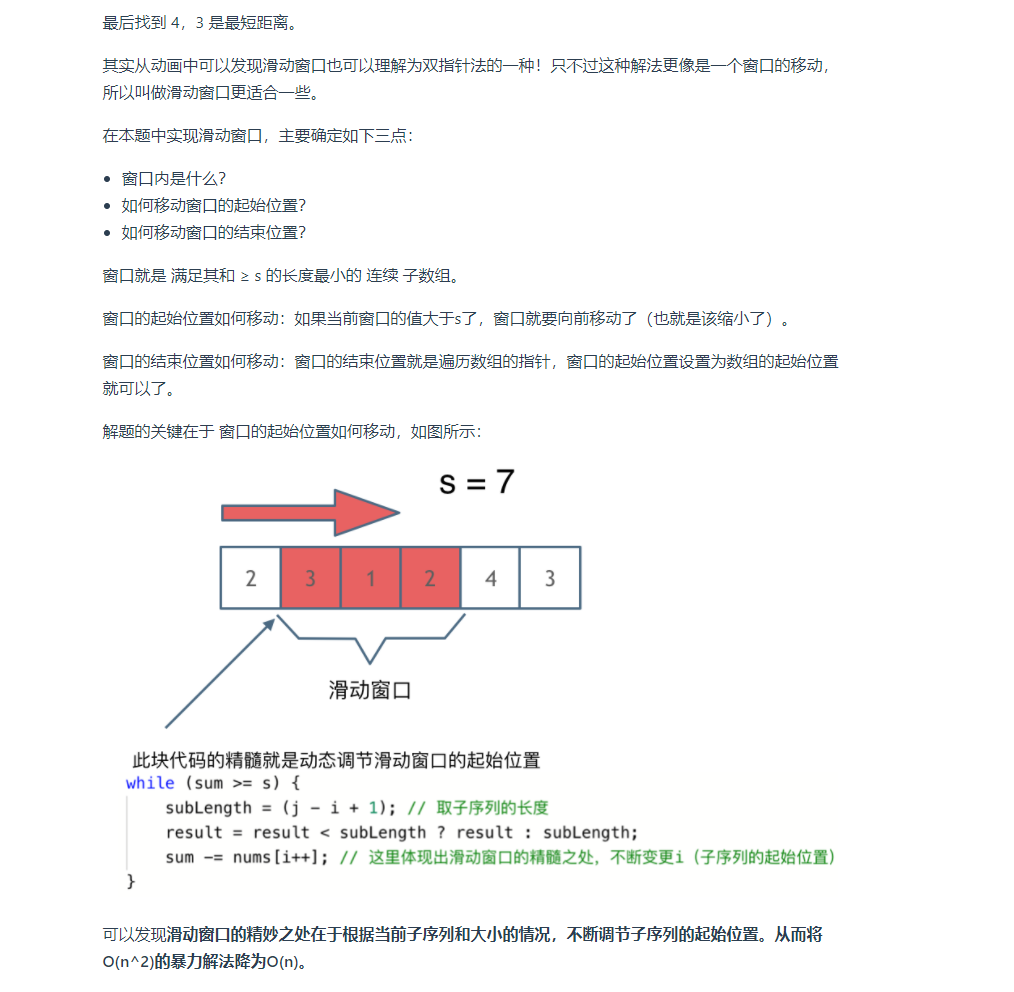 最后找到 4，3 是最短距离。
其实从动画中可以发现滑动窗口也可以理解为双指针法的一种！只不过这种解法更像是一个窗口的移动，
所以叫做滑动窗口更适合一些。
在本题中实现滑动窗口，主要确定如下三点：
• 窗口内是什么？
• 如何移动窗口的起始位置？
• 如何移动窗口的结束位置？
窗口就是 满足其和 ≥ s 的长度最小的 连续 子数组。
窗口的起始位置如何移动：如果当前窗口的值大于s了，窗口就要向前移动了（也就是该缩小了）。
窗口的结束位置如何移动：窗口的结束位置就是遍历数组的指针，窗口的起始位置设置为数组的起始位置
就可以了。
解题的关键在于 窗口的起始位置如何移动，如图所示：
s = 7
2 3 1 2 4 3
滑动窗口
此块代码的精髓就是动态调节滑动窗口的起始位置
while (sum >= s) {
    subLength = (j - i + 1); // 取子序列的长度
    result = result < subLength ? result : subLength;
    sum -= nums[i++]; // 这里体现出滑动窗口的精髓之处，不断变更i（子序列的起始位置）
}
可以发现滑动窗口的精妙之处在于根据当前子序列和大小的情况，不断调节子序列的起始位置。从而将
O(n^2)的暴力解法降为O(n)。